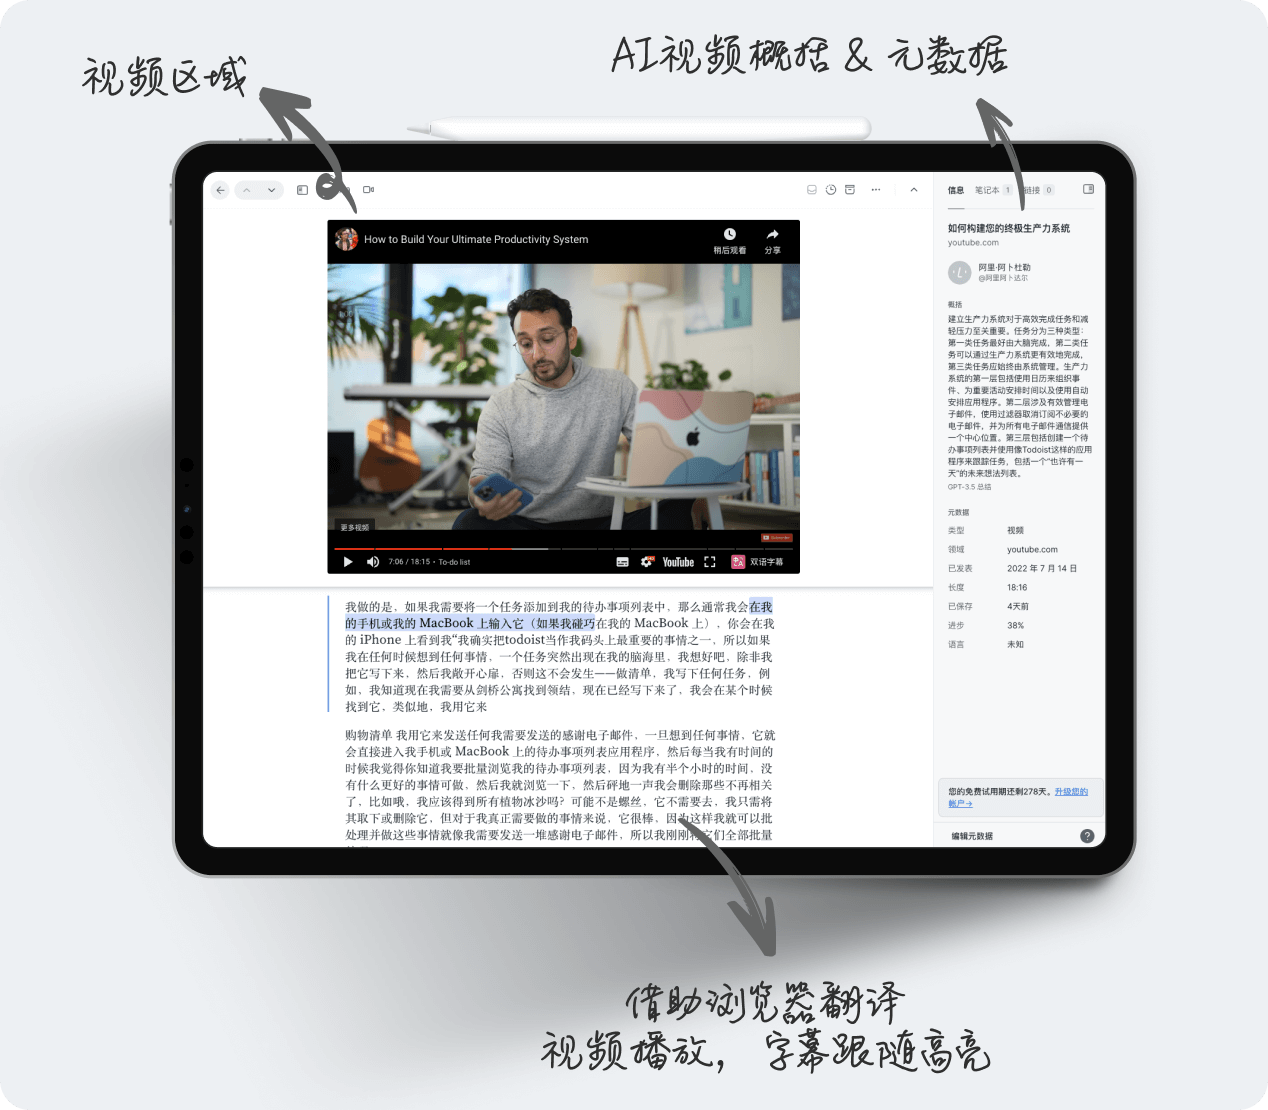 视频区域
AI视频概括 & 元数据
How to Build Your Ultimate Productivity System
稍后观看
分享
更多视频
7:06 / 18:15 • To-do list
YouTube
双语字幕
我做的是，如果我需要将一个任务添加到我的待办事项列表中，那么通常我会在我
的手机或我的 MacBook 上输入它（如果我碰巧在我的 MacBook 上），你会在我
的 iPhone 上看到我“我确实把todoist当作我码头上最重要的事情之一，所以如果
我在任何时候想到任何事情，一个任务突然出现在我的脑海里，我想好吧，除非我
把它写下来，然后我敞开心扉，否则这不会发生——做清单，我写下任何任务，例
如，我知道现在我需要从剑桥公寓找到领结，现在已经写下来了，我会在某个时候
找到它，类似地，我用它来
购物清单 我用它来发送任何我需要发送的感谢电子邮件，一旦想到任何事情，它就
会直接进入我手机或 MacBook 上的待办事项列表应用程序，然后每当我有时间的
时候我觉得你知道我要批量浏览我的待办事项列表，因为我有半个小时的时间，没
有什么更好的事情可做，然后我就浏览一下，然后砰地一声我会删除那些不再相关
了，比如哦，我应该得到所有植物冰沙吗？可能不是螺丝，它不需要去，我只需将
其取下或删除它，但对于我真正需要做的事情来说，它很棒，因为这样我就可以批
处理并做这些事情就像我需要发送一堆感谢电子邮件，所以我刚刚将它们全部批量
信息 笔记本 1 链接 0
如何构建您的终极生产力系统
youtube.com
阿里·阿卜杜勒
@阿里阿卜达尔
概括
建立生产力系统对于高效完成任务和减
轻压力至关重要。任务分为三种类型：
第一类任务最好由大脑完成，第二类任
务可以通过生产力系统更有效地完成，
第三类任务应始终由系统管理。生产力
系统的第一层包括使用日历来组织事
件、为重要活动安排时间以及使用自动
安排应用程序。第二层涉及有效管理电
子邮件，使用过滤器取消订阅不必要的
电子邮件，并为所有电子邮件通信提供
一个中心位置。第三层包括创建一个待
办事项列表并使用像Todoist这样的应用
程序来跟踪任务，包括一个“也许有一
天”的未来想法列表。
GPT-3.5 总结
元数据
类型 视频
领域 youtube.com
已发表 2022 年 7 月 14 日
长度 18:16
已保存 4天前
进步 38%
语言 未知
您的免费试用期还剩278天。升级您的
帐户→
编辑元数据
借助浏览器翻译
视频播放，字幕跟随高亮